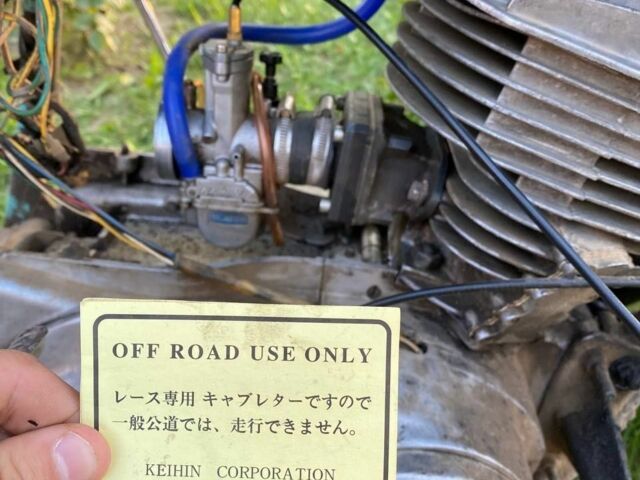 OFF ROAD USE ONLY
レース専用 キャブレターですので
一般公道では、走行できません。
KEIHIN CORPORATION